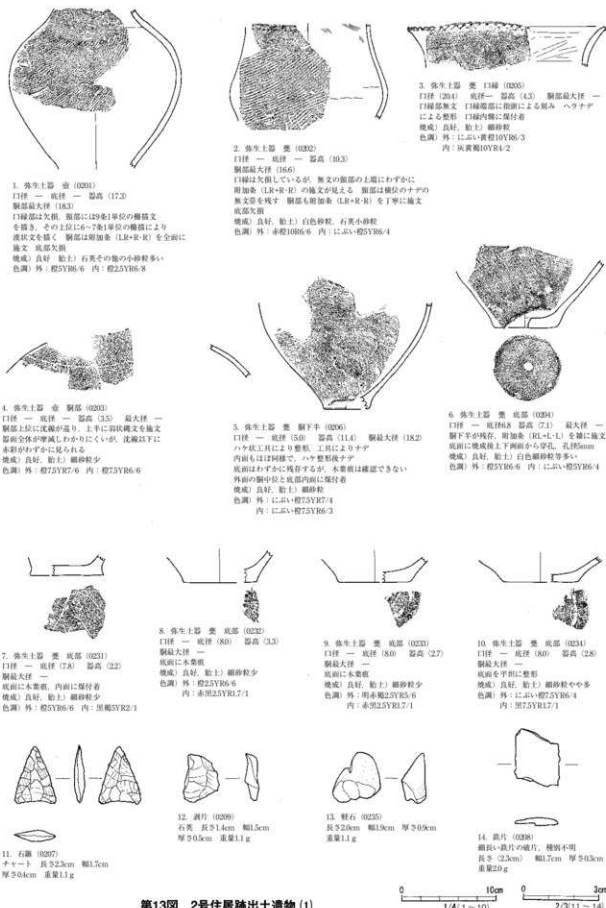 1. 弥生土器 壺 (0201)
口径 ― 底径 ― 器高 (17.3)
胴部最大径 (18.3)
口縁部は欠損、頸部には9条1単位の櫛描文
を描き、その上位に6~7条1単位の櫛描により
波状文を描く 胴部は附加条 (LR+R・R) を全面に
施文 底部欠損
焼成）良好 胎土）石英その他の小砂粒多い
色調）外：橙5YR6/6 内：橙2.5YR6/8
2. 弥生土器 甕 (0202)
口径 ― 底径 ― 器高 (10.3)
胴部最大径 (16.6)
口縁は欠損しているが、無文の頸部の上端にわずかに
附加条 (LR+R・R) の施文が見える 頸部は横位のナデの
無文帯を残す 胴部も附加条 (LR+R・R) を丁寧に施文
底部欠損
焼成）良好、胎土）白色砂粒、石英小砂粒
色調）外：赤橙10R6/6 内：にぶい橙5YR6/4
3. 弥生土器 甕 口縁 (0205)
口径 (20.4) 底径― 器高 (4.3) 胴部最大径 ―
口縁部無文 口縁端部に指頭による刻み ヘラナデ
による整形 口縁内側に煤付着
焼成）良好、胎土）細砂粒
色調）外：にぶい黄橙10YR6/3
内：灰黄褐10YR4/2
4. 弥生土器 壺 胴部 (0203)
口径 ― 底径 ― 器高 (3.5) 最大径 ―
胴部上位に沈線が巡り、上半に羽状縄文を施文
器面全体が摩滅しわかりにくいが、沈線以下に
赤彩がわずかに見られる
焼成）良好、胎土）細砂粒少
色調）外：橙7.5YR7/6 内：橙7.5YR6/6
5. 弥生土器 甕 胴下半 (0206)
口径 ― 底径 (5.0) 器高 (11.4) 胴最大径 (18.2)
ハケ状工具により整形、工具によりナデ
内面もほぼ同様で、ハケ整形後ナデ
底面はわずかに残存するが、木葉痕は確認できない
外面の胴中位と底部内面に煤付着
焼成）良好、胎土）細砂粒
色調）外：にぶい橙7.5YR7/4
内：にぶい橙7.5YR6/3
6. 弥生土器 甕 底部 (0204)
口径 ― 底径6.8 器高 (7.1) 最大径 ―
胴下半が残存、附加条 (RL+L・L) を雑に施文
底面に焼成後上下両面から穿孔、孔径5mm
焼成）良好、胎土）白色細砂粒等多い
色調）外：橙5YR6/6 内：にぶい橙5YR6/4
7. 弥生土器 甕 底部 (0231)
口径 ― 底径 (7.8) 器高 (2.2)
胴最大径 ―
底面に木葉痕、内面に煤付着
焼成）良好、胎土）細砂粒少
色調）外：橙5YR6/6 内：黒褐5YR2/1
8. 弥生土器 甕 底部 (0232)
口径 ― 底径 (8.0) 器高 (3.3)
胴最大径 ―
底面に木葉痕
焼成）良好、胎土）細砂粒少
色調）外：橙2.5YR6/6
内：赤黒2.5YR1.7/1
9. 弥生土器 甕 底部 (0233)
口径 ― 底径 (8.0) 器高 (2.7)
胴最大径 ―
底面に木葉痕
焼成）良好、胎土）細砂粒少
色調）外：明赤褐2.5YR5/6
内：赤黒2.5YR1.7/1
10. 弥生土器 甕 底部 (0234)
口径 ― 底径 (8.0) 器高 (2.8)
胴最大径 ―
底面を平坦に整形
焼成）良好、胎土）細砂粒やや多
色調）外：にぶい橙7.5YR6/4
内：黒7.5YR1.7/1
11. 石鏃 (0207)
チャート 長さ2.3cm 幅1.7cm
厚さ0.4cm 重量1.1g
12. 剥片 (0209)
石英 長さ1.4cm 幅1.5cm
厚さ0.5cm 重量1.1g
13. 軽石 (0235)
長さ2.0cm 幅1.9cm 厚さ0.9cm
重量1.1g
14. 鉄片 (0208)
細長い鉄片の破片、種別不明
長さ (2.3cm) 幅1.7cm 厚さ0.3cm
重量2.0g
第13図 2号住居跡出土遺物 (1)
0 10cm
1/4(1~10)
0 3cm
2/3(11~14)